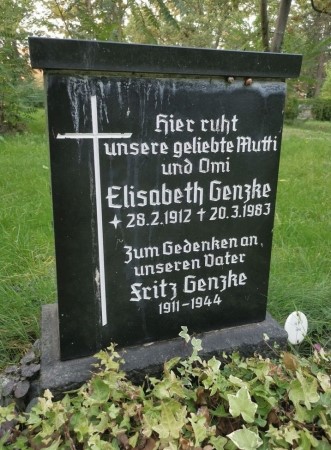 Hier ruht
unsere geliebte Mutti
und Omi
Elisabeth Genzke
* 28.2.1912 † 20.3.1983
Zum Gedenken an
unseren Vater
Fritz Genzke
1911-1944